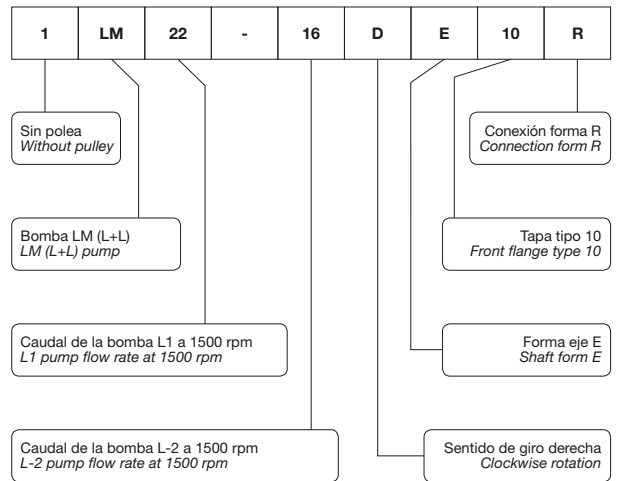 1 LM 22 - 16 D E 10 R
Sin polea
Without pulley
Conexión forma R
Connection form R
Bomba LM (L+L)
LM (L+L) pump
Tapa tipo 10
Front flange type 10
Caudal de la bomba L1 a 1500 rpm
L1 pump flow rate at 1500 rpm
Forma eje E
Shaft form E
Caudal de la bomba L-2 a 1500 rpm
L-2 pump flow rate at 1500 rpm
Sentido de giro derecha
Clockwise rotation